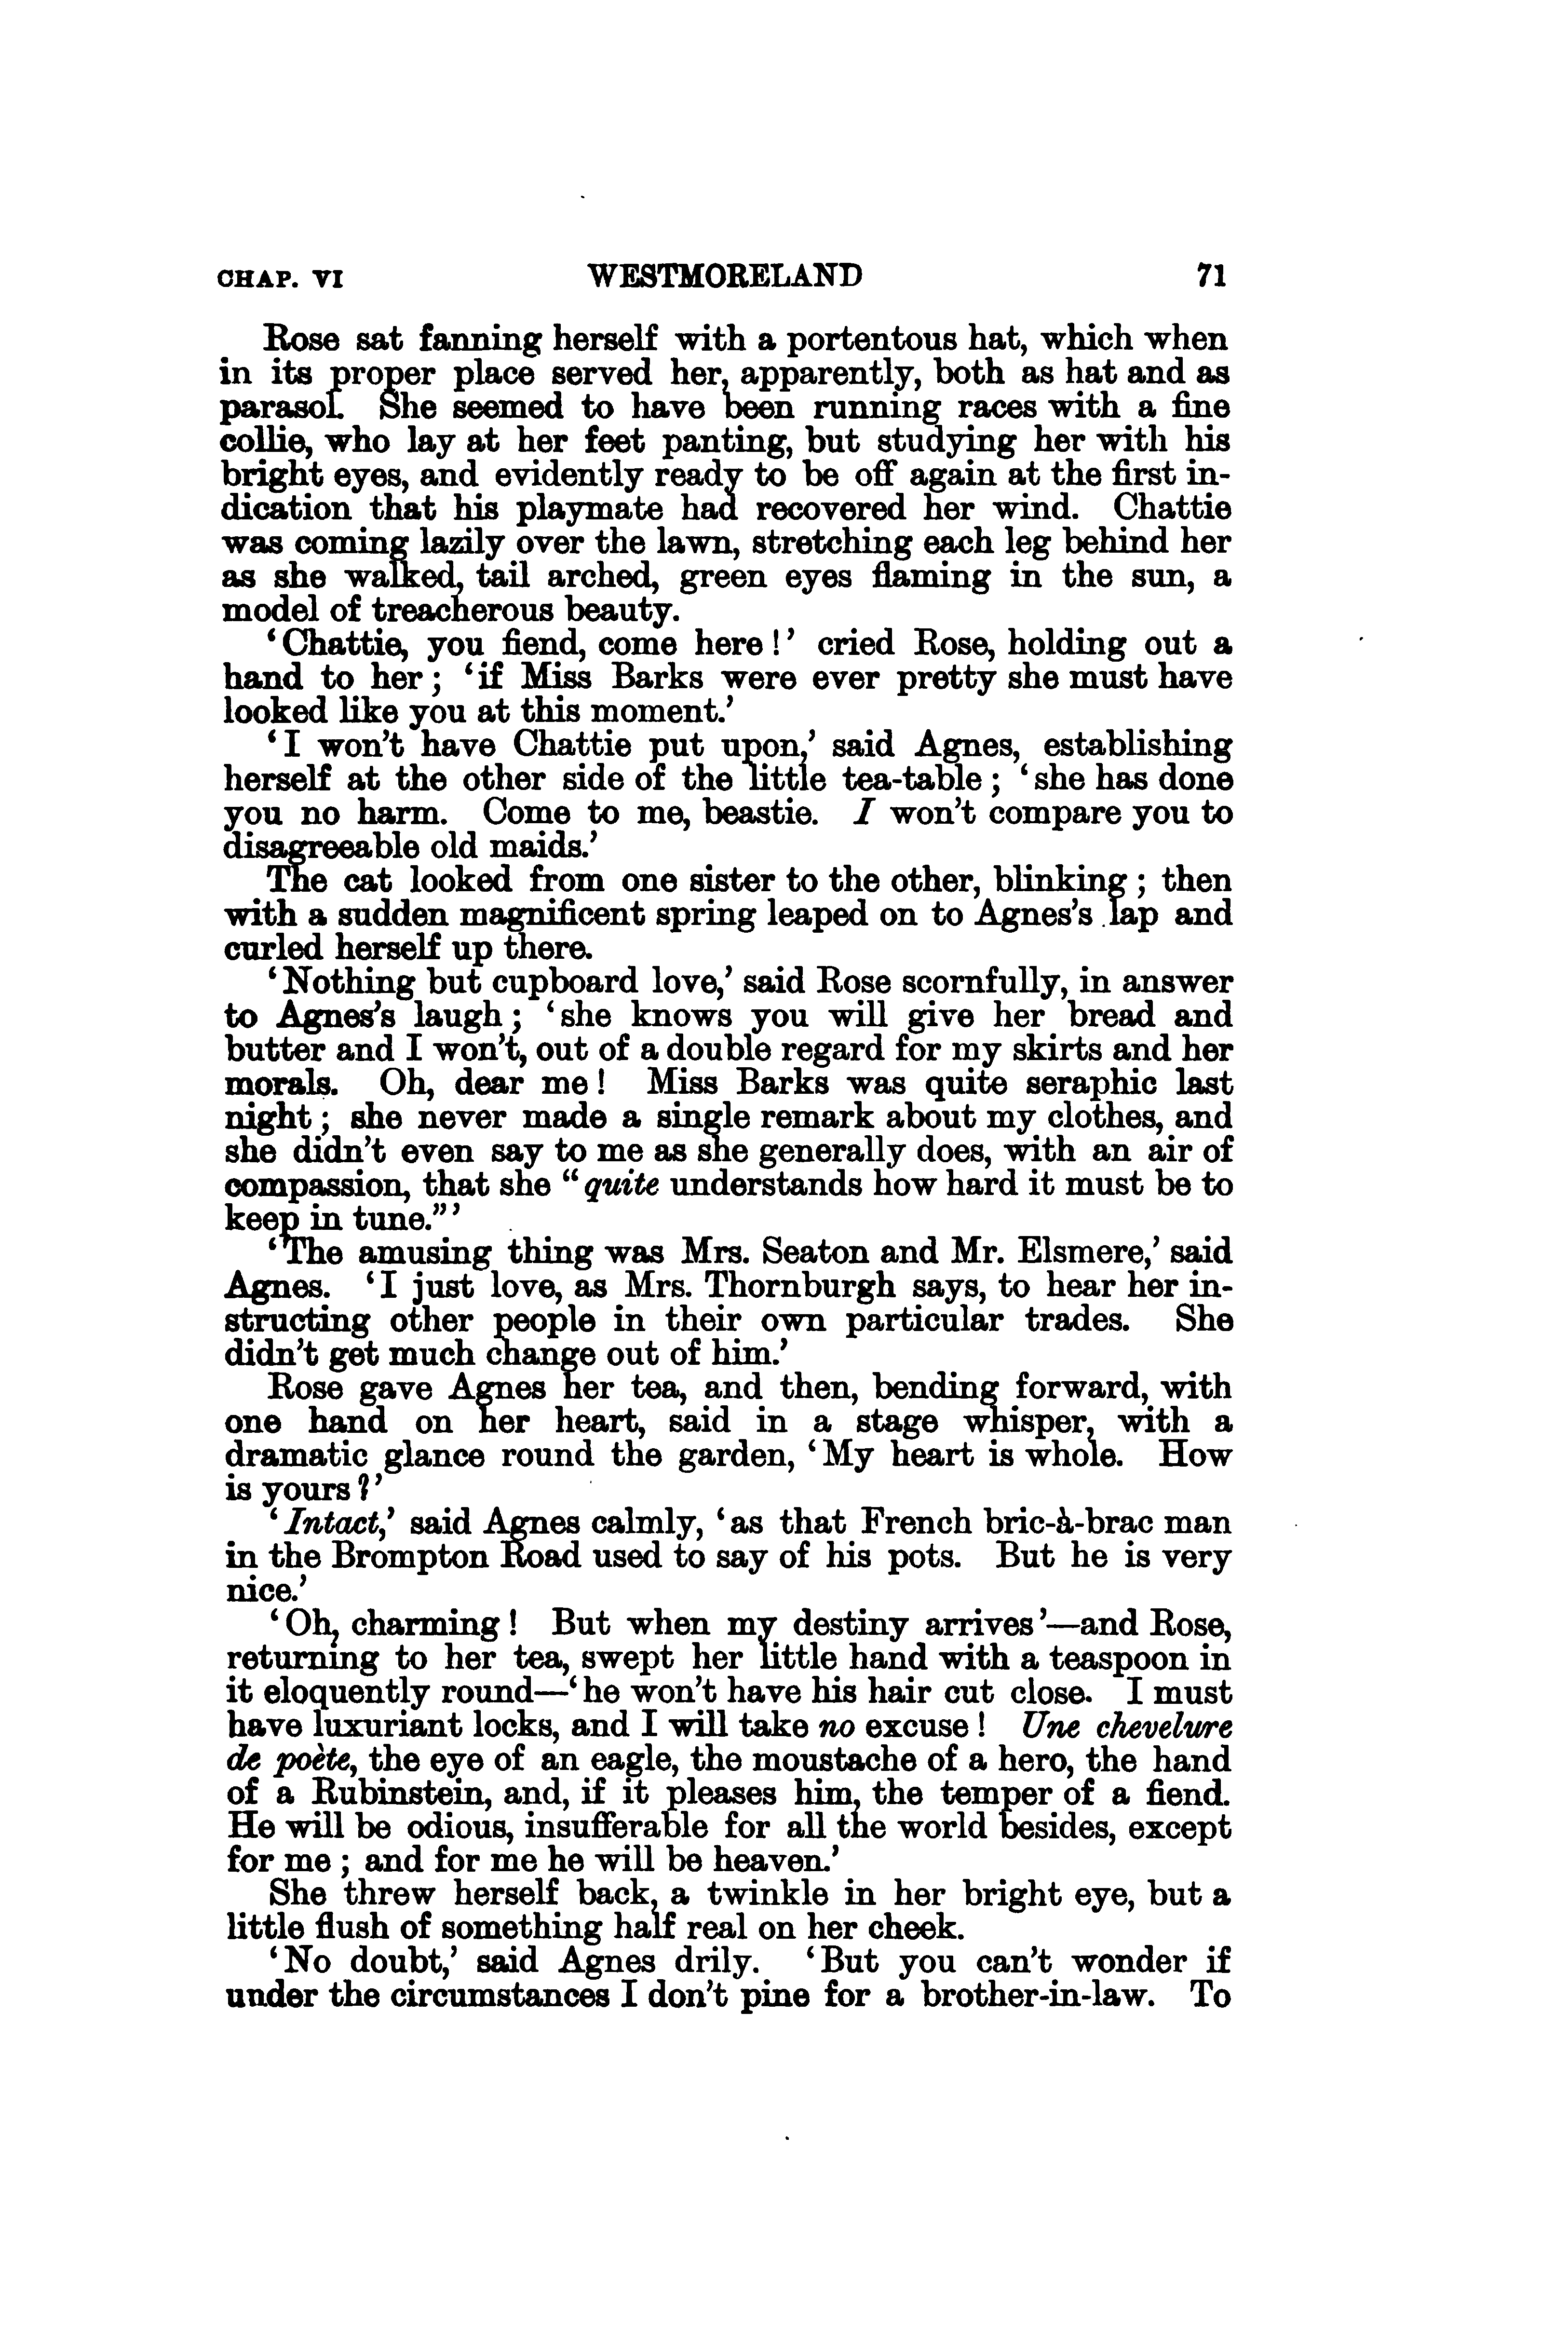 CHAP. VI WESTMORELAND 71
Rose sat fanning herself with a portentous hat, which when
in its proper place served her, apparently, both as hat and as
parasol. She seemed to have been running races with a fine
collie, who lay at her feet panting, but studying her with his
bright eyes, and evidently ready to be off again at the first in-
dication that his playmate had recovered her wind. Chattie
was coming lazily over the lawn, stretching each leg behind her
as she walked, tail arched, green eyes flaming in the sun, a
model of treacherous beauty.
‘Chattie, you fiend, come here!’ cried Rose, holding out a
hand to her; ‘if Miss Barks were ever pretty she must have
looked like you at this moment.’
‘I won’t have Chattie put upon,’ said Agnes, establishing
herself at the other side of the little tea-table; ‘she has done
you no harm. Come to me, beastie. I won’t compare you to
disagreeable old maids.’
The cat looked from one sister to the other, blinking; then
with a sudden magnificent spring leaped on to Agnes’s lap and
curled herself up there.
‘Nothing but cupboard love,’ said Rose scornfully, in answer
to Agnes’s laugh; ‘she knows you will give her bread and
butter and I won’t, out of a double regard for my skirts and her
morals. Oh, dear me! Miss Barks was quite seraphic last
night; she never made a single remark about my clothes, and
she didn’t even say to me as she generally does, with an air of
compassion, that she “quite understands how hard it must be to
keep in tune.”’
‘The amusing thing was Mrs. Seaton and Mr. Elsmere,’ said
Agnes. ‘I just love, as Mrs. Thornburgh says, to hear her in-
structing other people in their own particular trades. She
didn’t get much change out of him.’
Rose gave Agnes her tea, and then, bending forward, with
one hand on her heart, said in a stage whisper, with a
dramatic glance round the garden, ‘My heart is whole. How
is yours?’
‘Intact,’ said Agnes calmly, ‘as that French bric-à-brac man
in the Brompton Road used to say of his pots. But he is very
nice.’
‘Oh, charming! But when my destiny arrives’—and Rose,
returning to her tea, swept her little hand with a teaspoon in
it eloquently round—‘he won’t have his hair cut close. I must
have luxuriant locks, and I will take no excuse! Une chevelure
de poète, the eye of an eagle, the moustache of a hero, the hand
of a Rubinstein, and, if it pleases him, the temper of a fiend.
He will be odious, insufferable for all the world besides, except
for me; and for me he will be heaven.’
She threw herself back, a twinkle in her bright eye, but a
little flush of something half real on her cheek.
‘No doubt,’ said Agnes drily. ‘But you can’t wonder if
under the circumstances I don’t pine for a brother-in-law. To